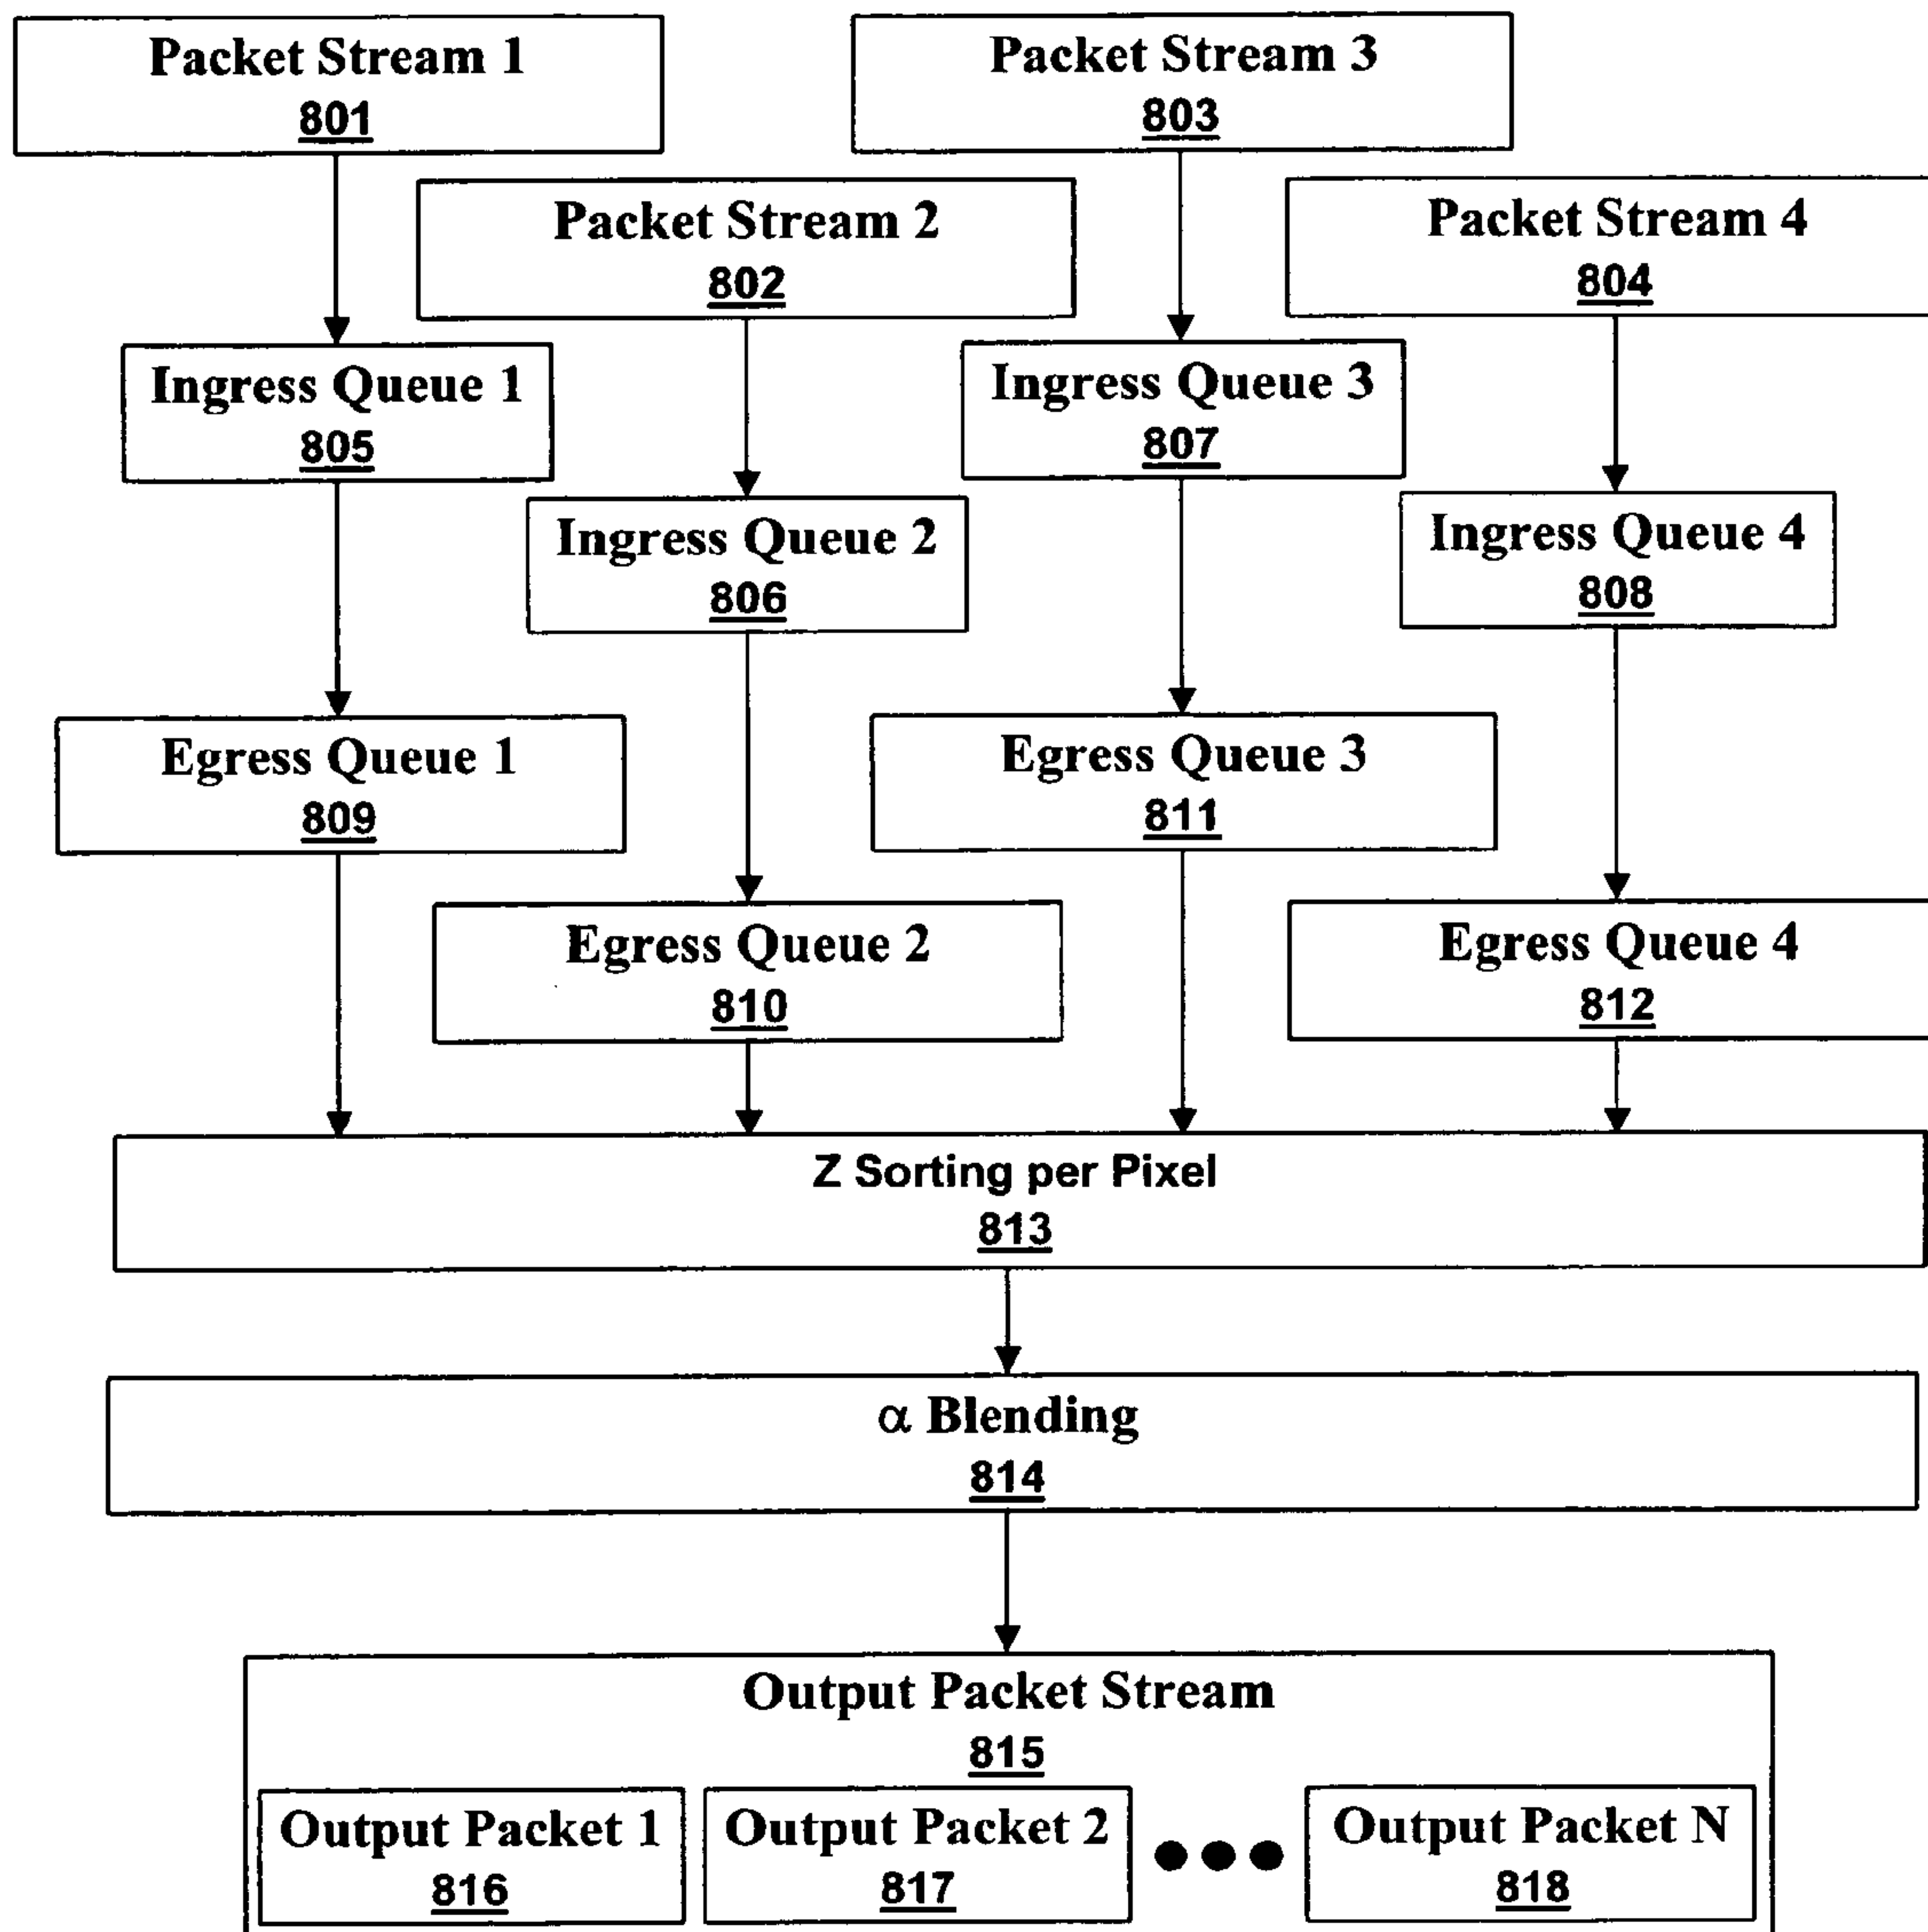 Packet Stream 1
801
Packet Stream 3
803
Packet Stream 2
802
Packet Stream 4
804
Ingress Queue 1
805
Ingress Queue 3
807
Ingress Queue 2
806
Ingress Queue 4
808
Egress Queue 1
809
Egress Queue 3
811
Egress Queue 2
810
Egress Queue 4
812
Z Sorting per Pixel
813
α Blending
814
Output Packet Stream
815
Output Packet 1
816
Output Packet 2
817
Output Packet N
818